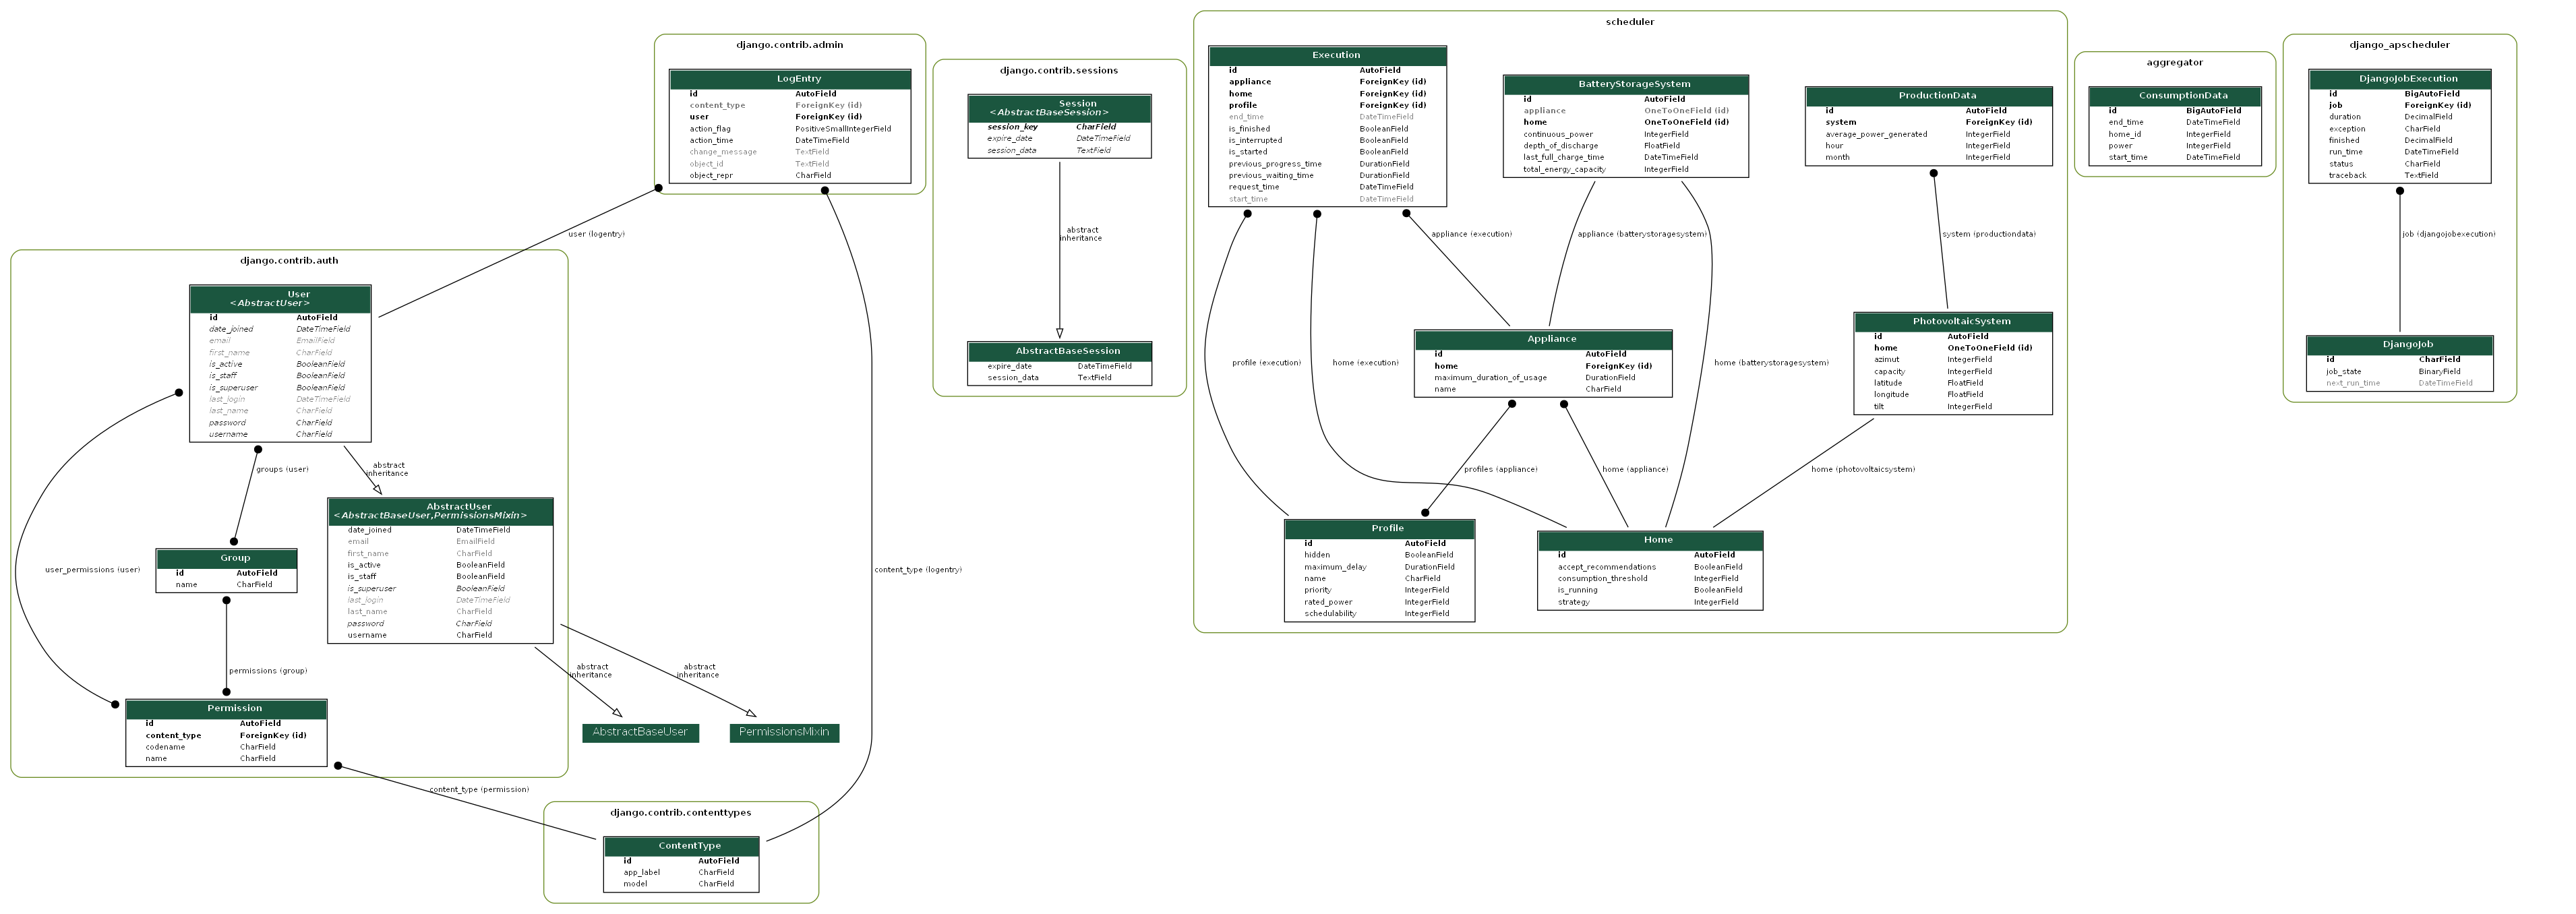 django.contrib.admin
LogEntry
id AutoField
content_type ForeignKey (id)
user ForeignKey (id)
action_flag PositiveSmallIntegerField
action_time DateTimeField
change_message TextField
object_id TextField
object_repr CharField
user (logentry)
content_type (logentry)
django.contrib.auth
User
<AbstractUser>
id AutoField
date_joined DateTimeField
email EmailField
first_name CharField
is_active BooleanField
is_staff BooleanField
is_superuser BooleanField
last_login DateTimeField
last_name CharField
password CharField
username CharField
groups (user)
abstract
inheritance
user_permissions (user)
AbstractUser
<AbstractBaseUser,PermissionsMixin>
date_joined DateTimeField
email EmailField
first_name CharField
is_active BooleanField
is_staff BooleanField
is_superuser BooleanField
last_login DateTimeField
last_name CharField
password CharField
username CharField
Group
id AutoField
name CharField
permissions (group)
Permission
id AutoField
content_type ForeignKey (id)
codename CharField
name CharField
abstract
inheritance
abstract
inheritance
AbstractBaseUser
PermissionsMixin
content_type (permission)
django.contrib.contenttypes
ContentType
id AutoField
app_label CharField
model CharField
django.contrib.sessions
Session
<AbstractBaseSession>
session_key CharField
expire_date DateTimeField
session_data TextField
abstract
inheritance
AbstractBaseSession
expire_date DateTimeField
session_data TextField
scheduler
Execution
id AutoField
appliance ForeignKey (id)
home ForeignKey (id)
profile ForeignKey (id)
end_time DateTimeField
is_finished BooleanField
is_interrupted BooleanField
is_started BooleanField
previous_progress_time DurationField
previous_waiting_time DurationField
request_time DateTimeField
start_time DateTimeField
BatteryStorageSystem
id AutoField
appliance OneToOneField (id)
home OneToOneField (id)
continuous_power IntegerField
depth_of_discharge FloatField
last_full_charge_time DateTimeField
total_energy_capacity IntegerField
ProductionData
id AutoField
system ForeignKey (id)
average_power_generated IntegerField
hour IntegerField
month IntegerField
appliance (execution)
appliance (batterystoragesystem)
system (productiondata)
profile (execution)
home (execution)
home (batterystoragesystem)
Appliance
id AutoField
home ForeignKey (id)
maximum_duration_of_usage DurationField
name CharField
PhotovoltaicSystem
id AutoField
home OneToOneField (id)
azimut IntegerField
capacity IntegerField
latitude FloatField
longitude FloatField
tilt IntegerField
profiles (appliance)
home (appliance)
home (photovoltaicsystem)
Profile
id AutoField
hidden BooleanField
maximum_delay DurationField
name CharField
priority IntegerField
rated_power IntegerField
schedulability IntegerField
Home
id AutoField
accept_recommendations BooleanField
consumption_threshold IntegerField
is_running BooleanField
strategy IntegerField
aggregator
ConsumptionData
id BigAutoField
end_time DateTimeField
home_id IntegerField
power IntegerField
start_time DateTimeField
django_apscheduler
DjangoJobExecution
id BigAutoField
job ForeignKey (id)
duration DecimalField
exception CharField
finished DecimalField
run_time DateTimeField
status CharField
traceback TextField
job (djangojobexecution)
DjangoJob
id CharField
job_state BinaryField
next_run_time DateTimeField